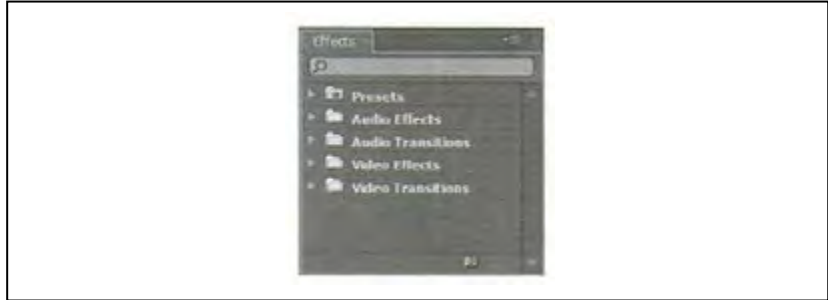 Effects
Presets
Audio Effects
Audio Transitions
Video Effects
Video Transitions